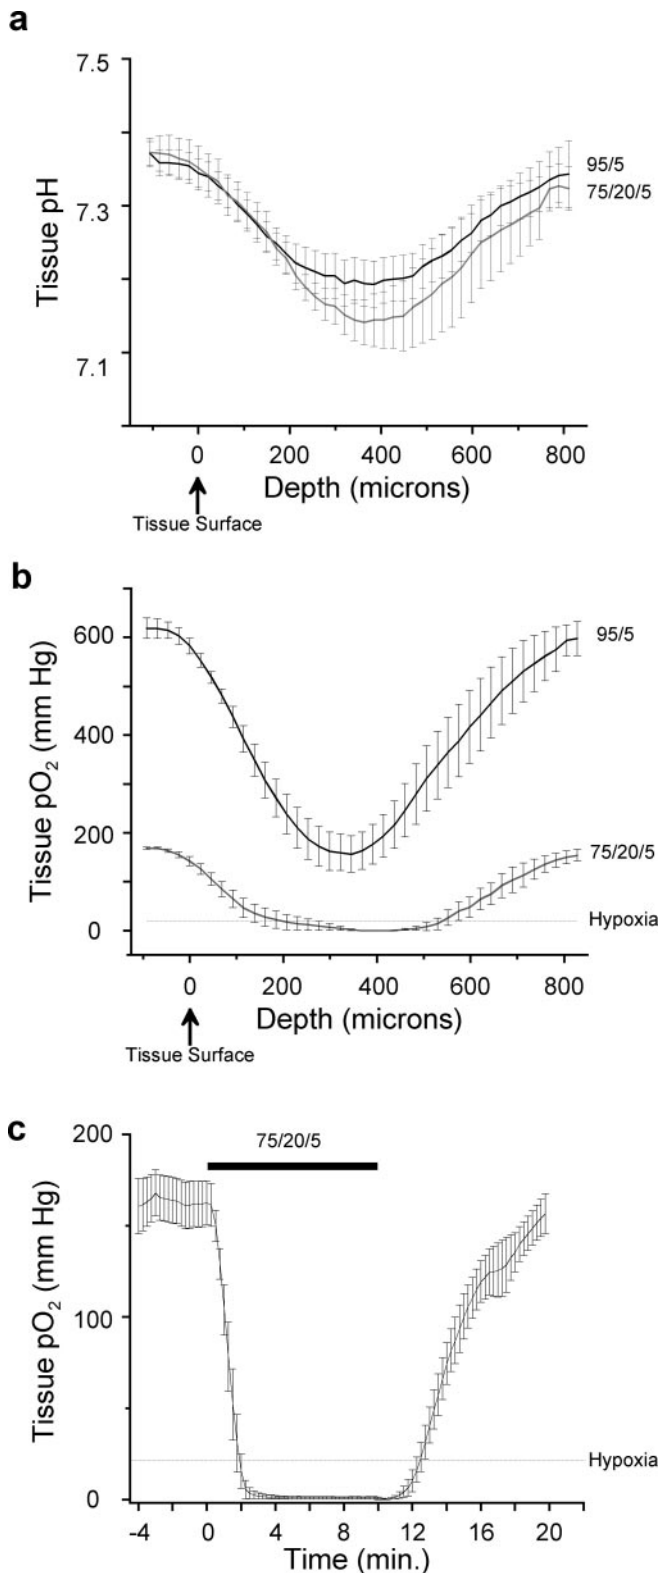 a
7.5
95/5
7.3
75/20/5
Tissue pH
7.1
0 200 400 600 800
Depth (microns)
Tissue Surface
b
600
95/5
400
Tissue pO₂ (mm Hg)
200
75/20/5
Hypoxia
0
0 200 400 600 800
Depth (microns)
Tissue Surface
c
200
75/20/5
Tissue pO₂ (mm Hg)
100
Hypoxia
0
-4 0 4 8 12 16 20
Time (min.)